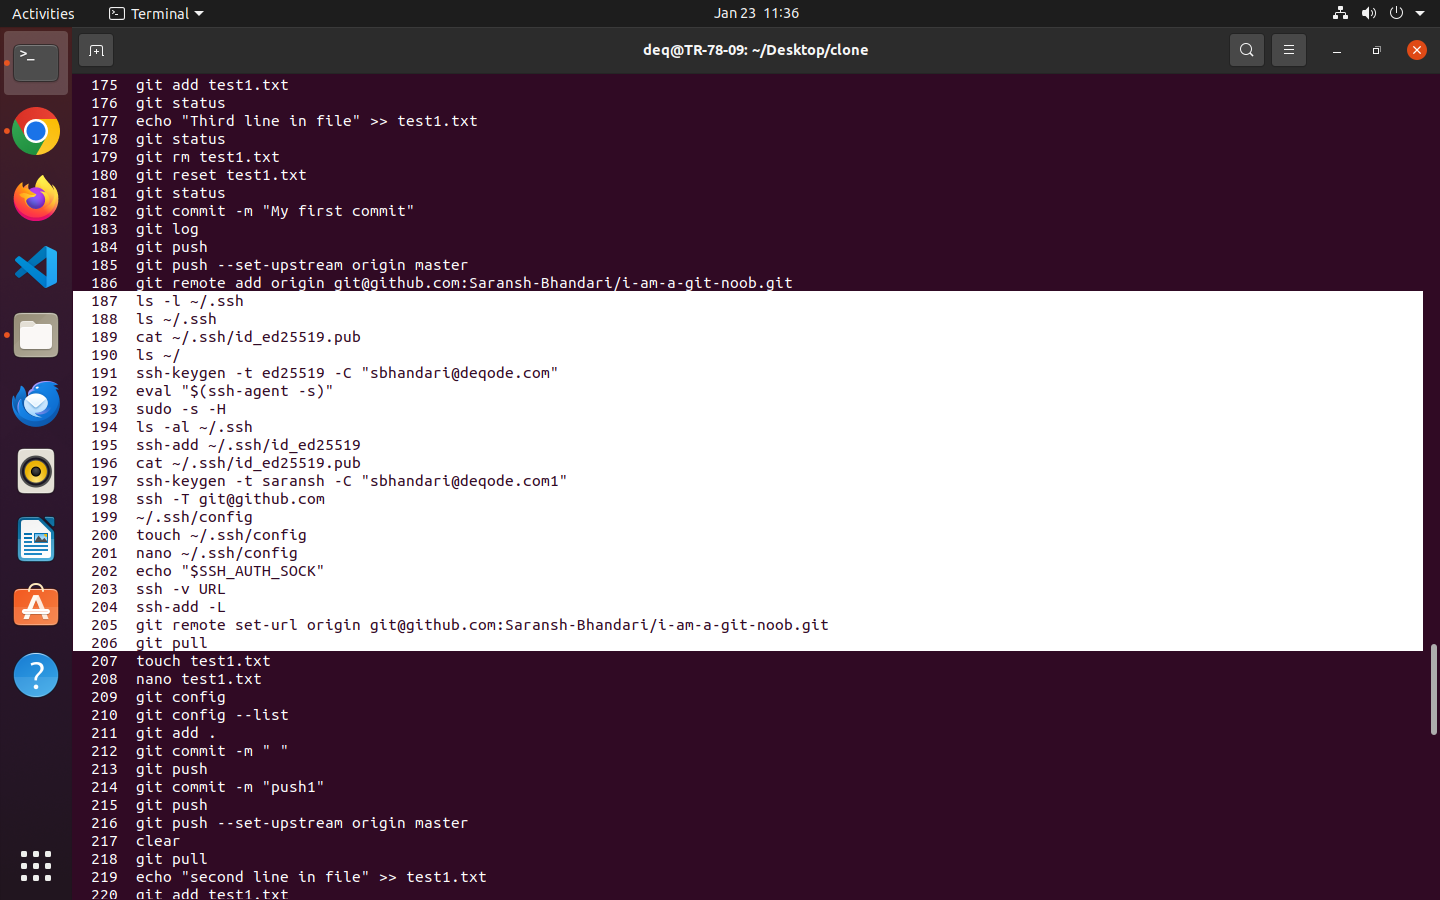 Activities
Terminal
Jan 23 11:36
deq@TR-78-09: ~/Desktop/clone
175 git add test1.txt
176 git status
177 echo "Third line in file" >> test1.txt
178 git status
179 git rm test1.txt
180 git reset test1.txt
181 git status
182 git commit -m "My first commit"
183 git log
184 git push
185 git push --set-upstream origin master
186 git remote add origin git@github.com:Saransh-Bhandari/i-am-a-git-noob.git
187 ls -l ~/.ssh
188 ls ~/.ssh
189 cat ~/.ssh/id_ed25519.pub
190 ls ~/
191 ssh-keygen -t ed25519 -C "sbhandari@deqode.com"
192 eval "$(ssh-agent -s)"
193 sudo -s -H
194 ls -al ~/.ssh
195 ssh-add ~/.ssh/id_ed25519
196 cat ~/.ssh/id_ed25519.pub
197 ssh-keygen -t saransh -C "sbhandari@deqode.com1"
198 ssh -T git@github.com
199 ~/.ssh/config
200 touch ~/.ssh/config
201 nano ~/.ssh/config
202 echo "$SSH_AUTH_SOCK"
203 ssh -v URL
204 ssh-add -L
205 git remote set-url origin git@github.com:Saransh-Bhandari/i-am-a-git-noob.git
206 git pull
207 touch test1.txt
208 nano test1.txt
209 git config
210 git config --list
211 git add .
212 git commit -m " "
213 git push
214 git commit -m "push1"
215 git push
216 git push --set-upstream origin master
217 clear
218 git pull
219 echo "second line in file" >> test1.txt
220 git add test1.txt